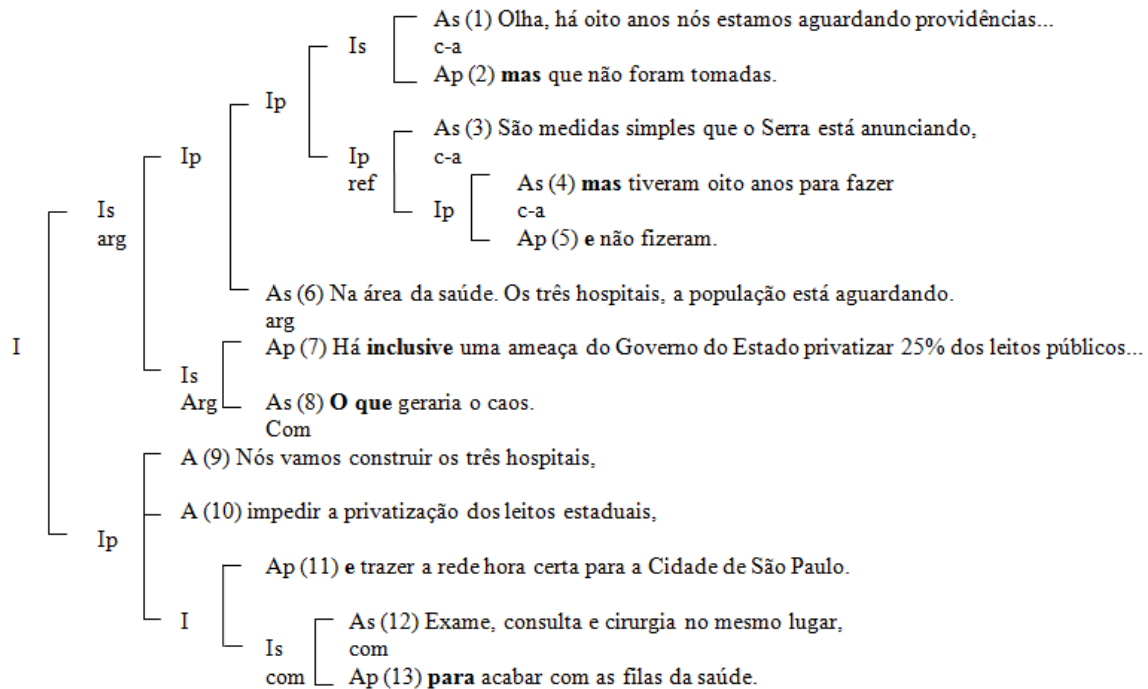 As (1) Olha, há oito anos nós estamos aguardando providências...
Is
c-a
Ap (2) mas que não foram tomadas.
Ip
As (3) São medidas simples que o Serra está anunciando,
Ip
Ip
c-a
ref
As (4) mas tiveram oito anos para fazer
Is
Ip
c-a
arg
Ap (5) e não fizeram.
As (6) Na área da saúde. Os três hospitais, a população está aguardando.
arg
I
Ap (7) Há inclusive uma ameaça do Governo do Estado privatizar 25% dos leitos públicos...
Is
Arg
As (8) O que geraria o caos.
Com
A (9) Nós vamos construir os três hospitais,
A (10) impedir a privatização dos leitos estaduais,
Ip
Ap (11) e trazer a rede hora certa para a Cidade de São Paulo.
I
As (12) Exame, consulta e cirurgia no mesmo lugar,
Is
com
com
Ap (13) para acabar com as filas da saúde.